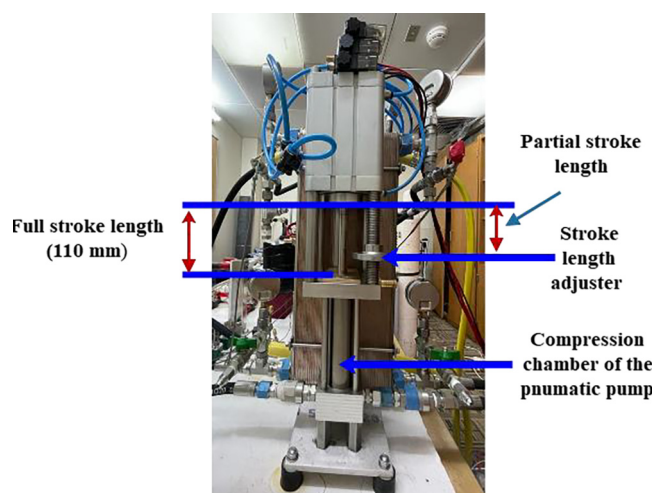 Partial stroke
length
Full stroke length
(110 mm)
Stroke
length
adjuster
Compression
chamber of the
pnumatic pump